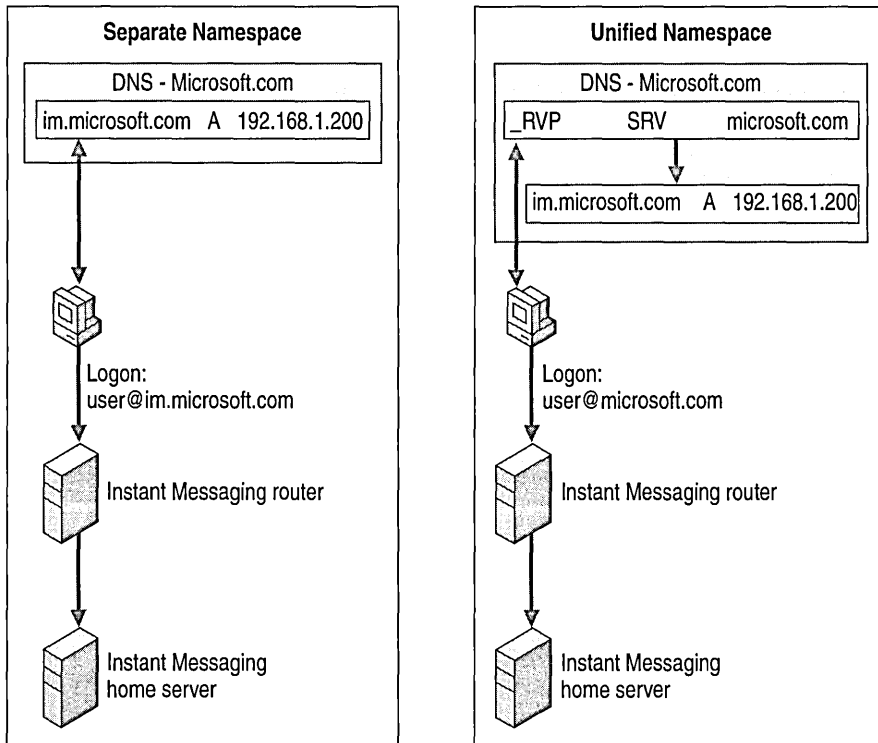 Separate Namespace
DNS - Microsoft.com
im.microsoft.com A 192.168.1.200
Logon:
user@im.microsoft.com
Instant Messaging router
Instant Messaging
home server
Unified Namespace
DNS - Microsoft.com
_RVP SRV microsoft.com
im.microsoft.com A 192.168.1.200
Logon:
user@microsoft.com
Instant Messaging router
Instant Messaging
home server